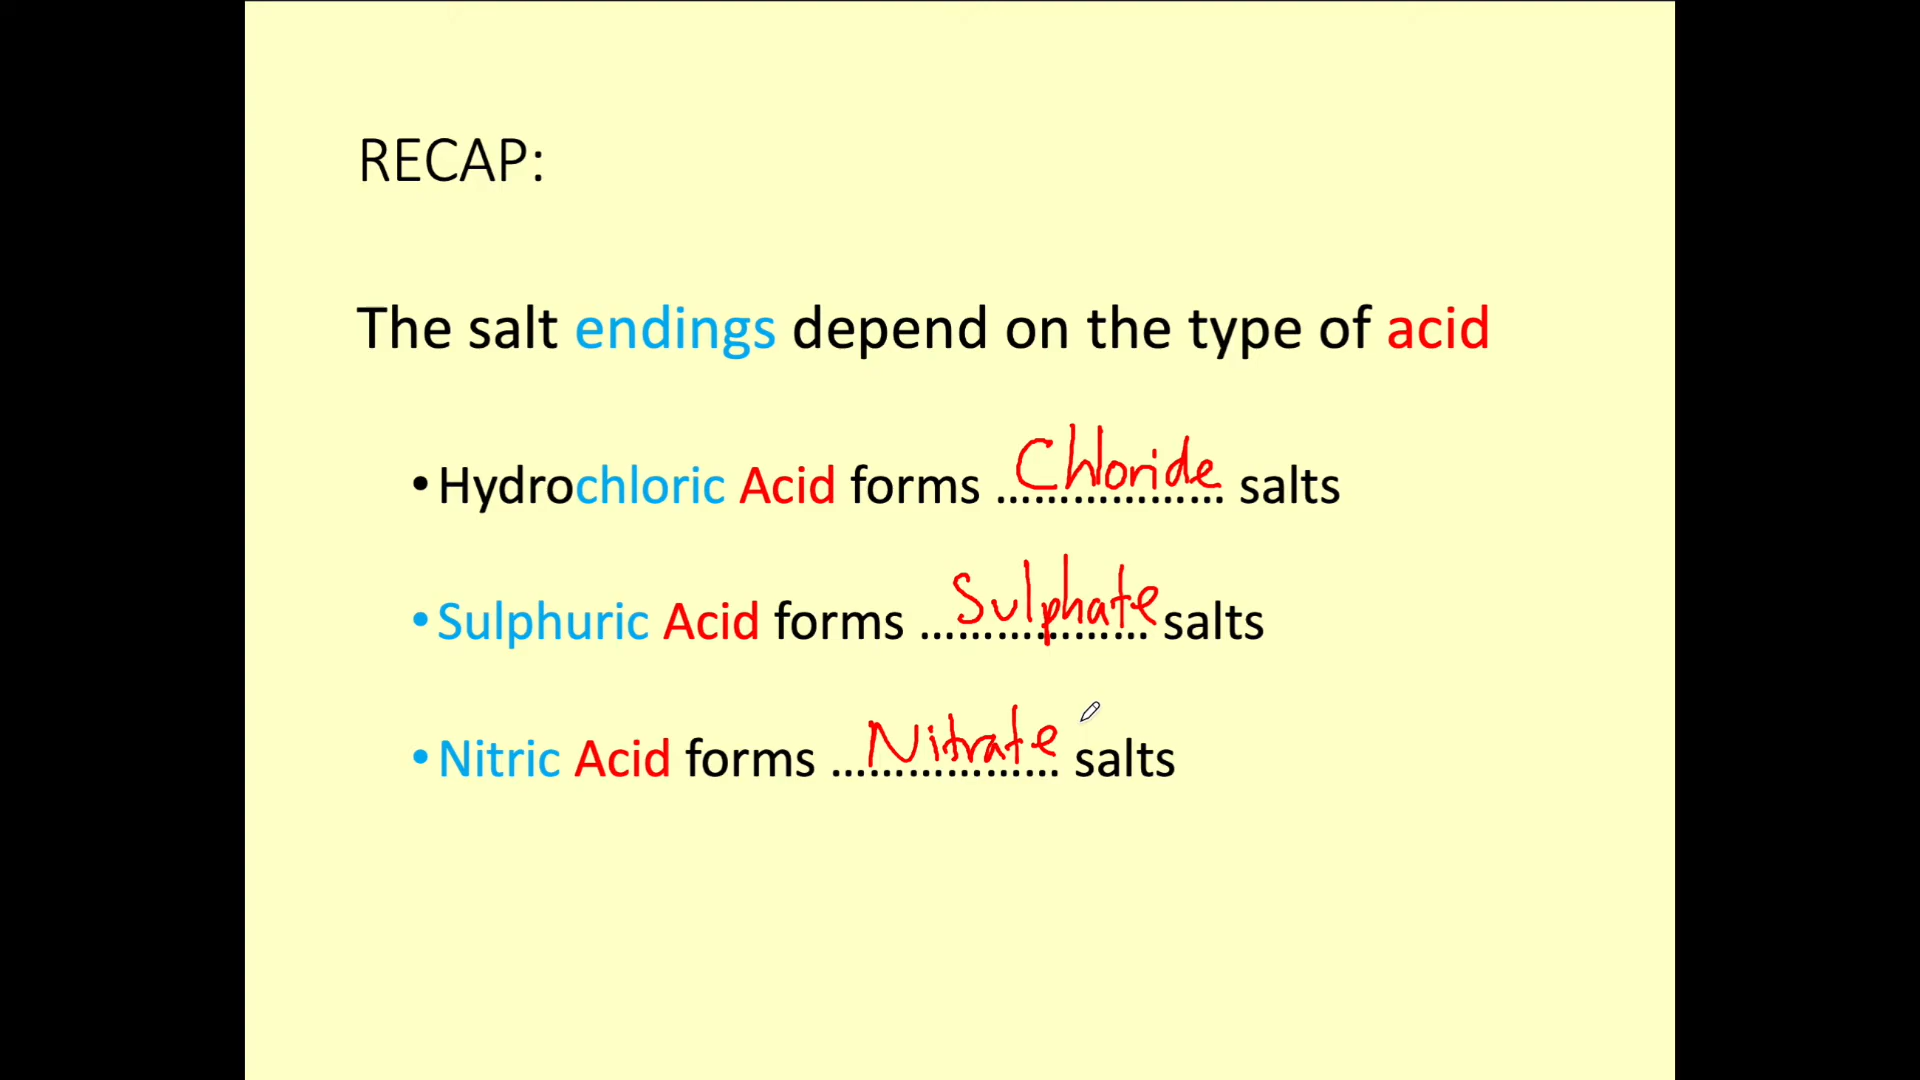 RECAP:
The salt endings depend on the type of acid
•Hydrochloric Acid forms ……Chloride…… salts
•Sulphuric Acid forms ……Sulphate…… salts
•Nitric Acid forms ……Nitrate…… salts